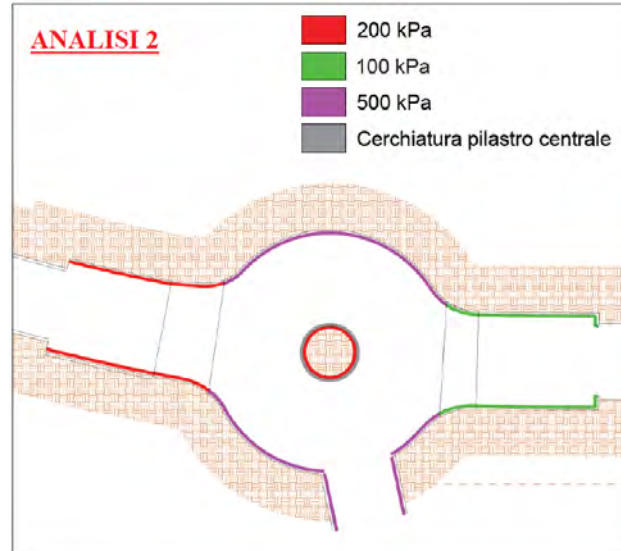 ANALISI 2
200 kPa
100 kPa
500 kPa
Cerchiatura pilastro centrale